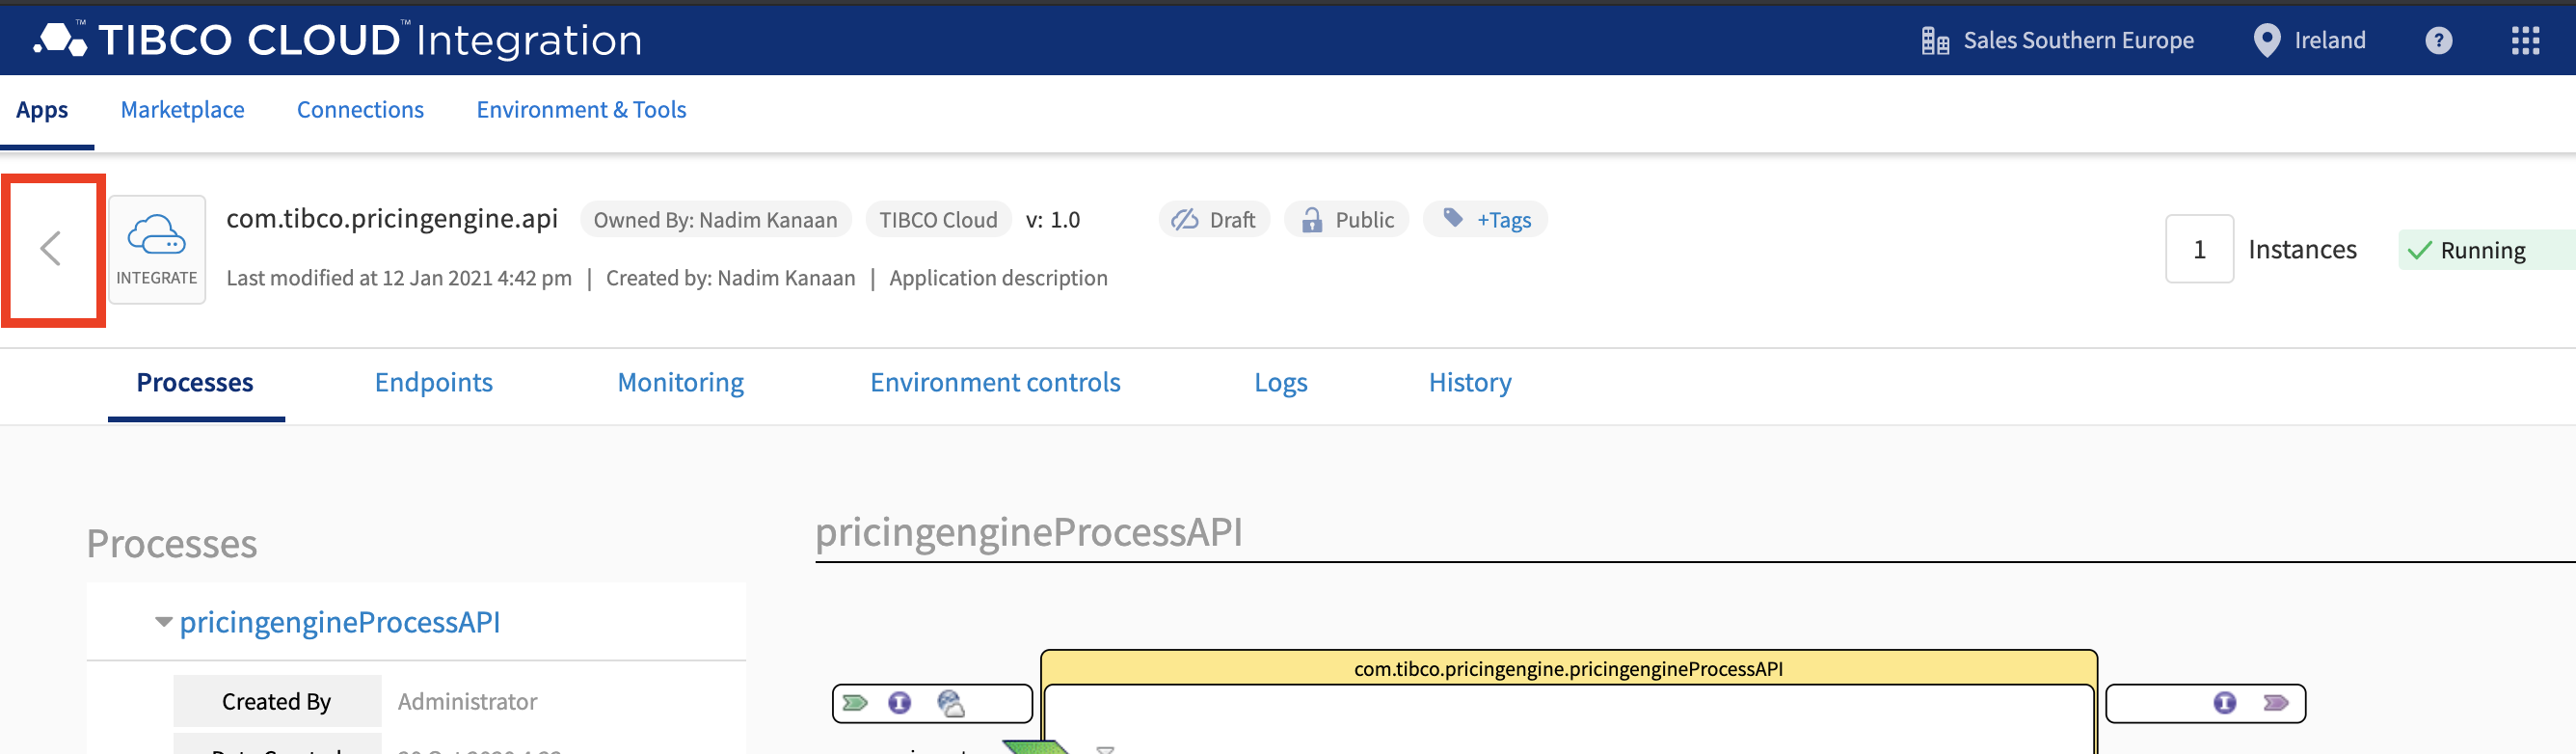 TIBCO CLOUD™ Integration
Sales Southern Europe
Ireland
?
Apps
Marketplace
Connections
Environment & Tools
com.tibco.pricingengine.api
Owned By: Nadim Kanaan
TIBCO Cloud
v: 1.0
Draft
Public
+Tags
1
Instances
Running
INTEGRATE
Last modified at 12 Jan 2021 4:42 pm | Created by: Nadim Kanaan | Application description
Processes
Endpoints
Monitoring
Environment controls
Logs
History
Processes
pricingengineProcessAPI
pricingengineProcessAPI
com.tibco.pricingengine.pricingengineProcessAPI
I
I
Created By
Administrator